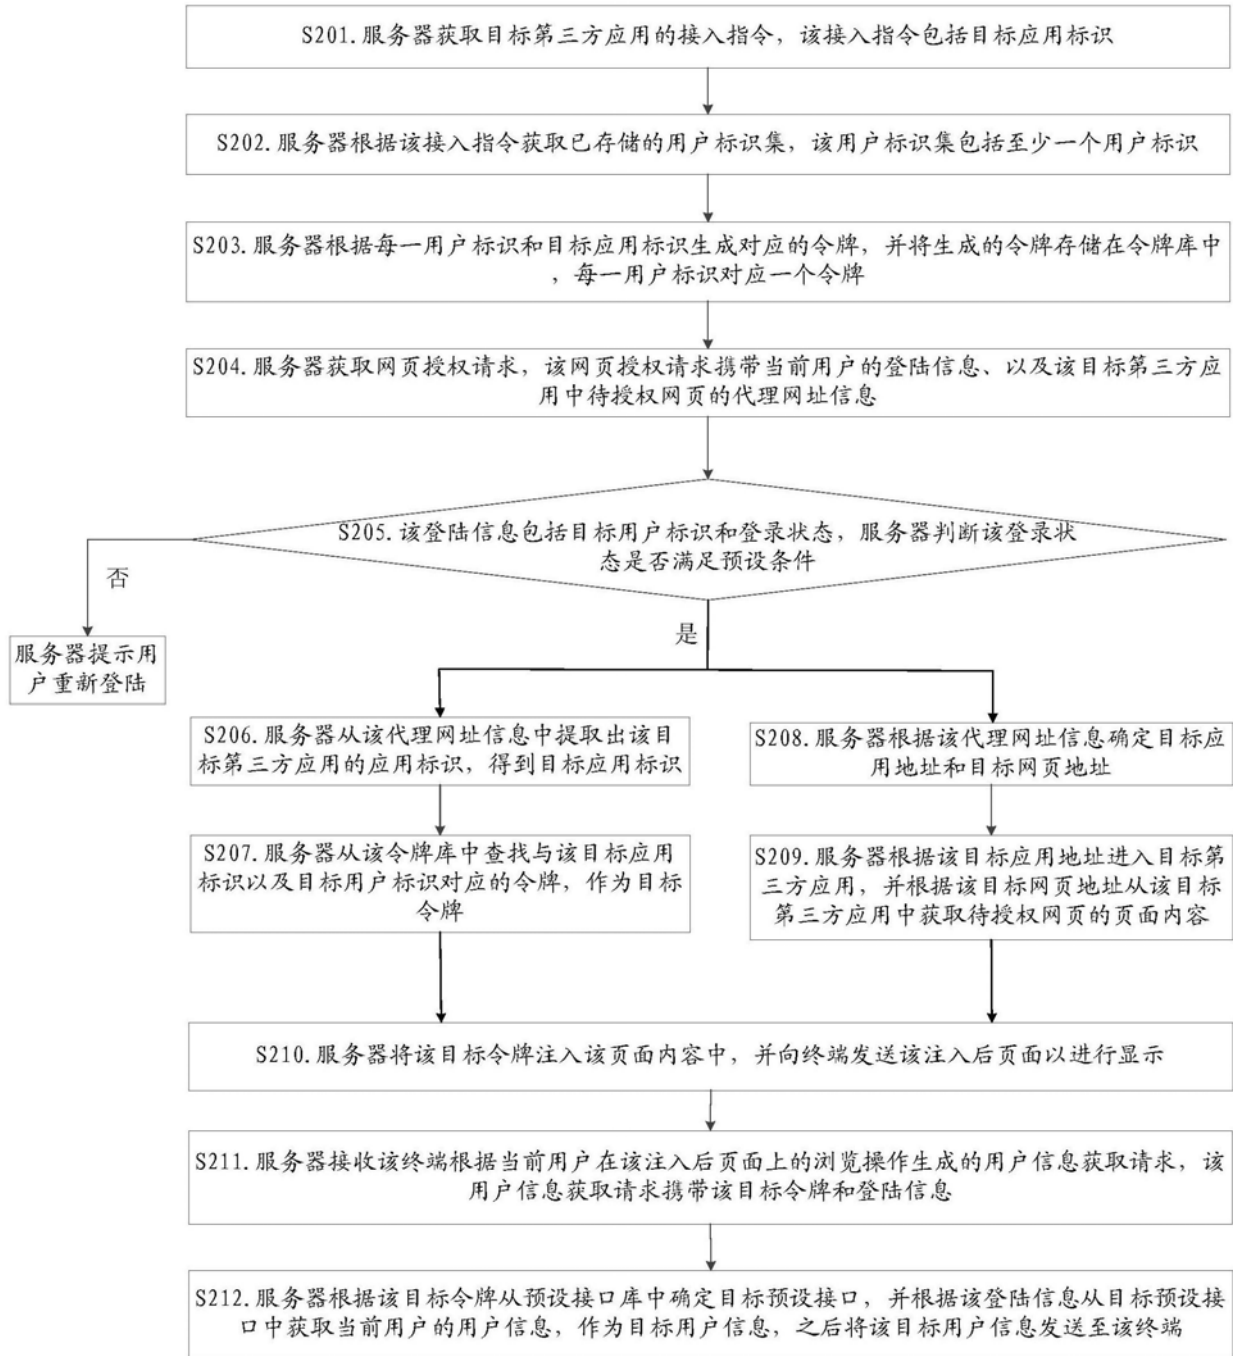 S201.服务器获取目标第三方应用的接入指令，该接入指令包括目标应用标识
S202.服务器根据该接入指令获取已存储的用户标识集，该用户标识集包括至少一个用户标识
S203.服务器根据每一用户标识和目标应用标识生成对应的令牌，并将生成的令牌存储在令牌库中
，每一用户标识对应一个令牌
S204.服务器获取网页授权请求，该网页授权请求携带当前用户的登陆信息、以及该目标第三方应
用中待授权网页的代理网址信息
S205.该登陆信息包括目标用户标识和登录状态，服务器判断该登录状
态是否满足预设条件
否
是
服务器提示用
户重新登陆
S206.服务器从该代理网址信息中提取出该目
标第三方应用的应用标识，得到目标应用标识
S208.服务器根据该代理网址信息确定目标应
用地址和目标网页地址
S207.服务器从该令牌库中查找与该目标应用
标识以及目标用户标识对应的令牌，作为目标
令牌
S209.服务器根据该目标应用地址进入目标第
三方应用，并根据该目标网页地址从该目标
第三方应用中获取待授权网页的页面内容
S210.服务器将该目标令牌注入该页面内容中，并向终端发送该注入后页面以进行显示
S211.服务器接收该终端根据当前用户在该注入后页面上的浏览操作生成的用户信息获取请求，该
用户信息获取请求携带该目标令牌和登陆信息
S212.服务器根据该目标令牌从预设接口库中确定目标预设接口，并根据该登陆信息从目标预设接
口中获取当前用户的用户信息，作为目标用户信息，之后将该目标用户信息发送至该终端